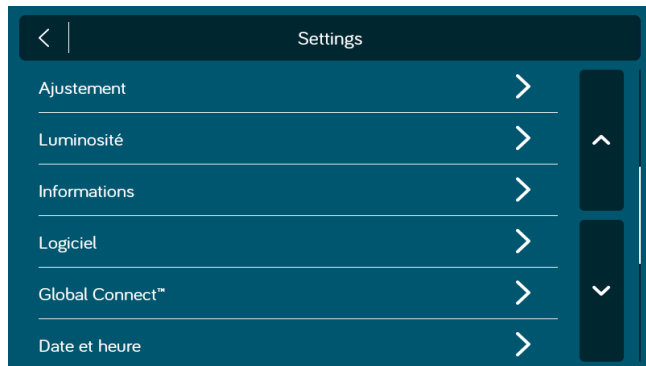 Settings
Ajustement
Luminosité
Informations
Logiciel
Global Connect™
Date et heure